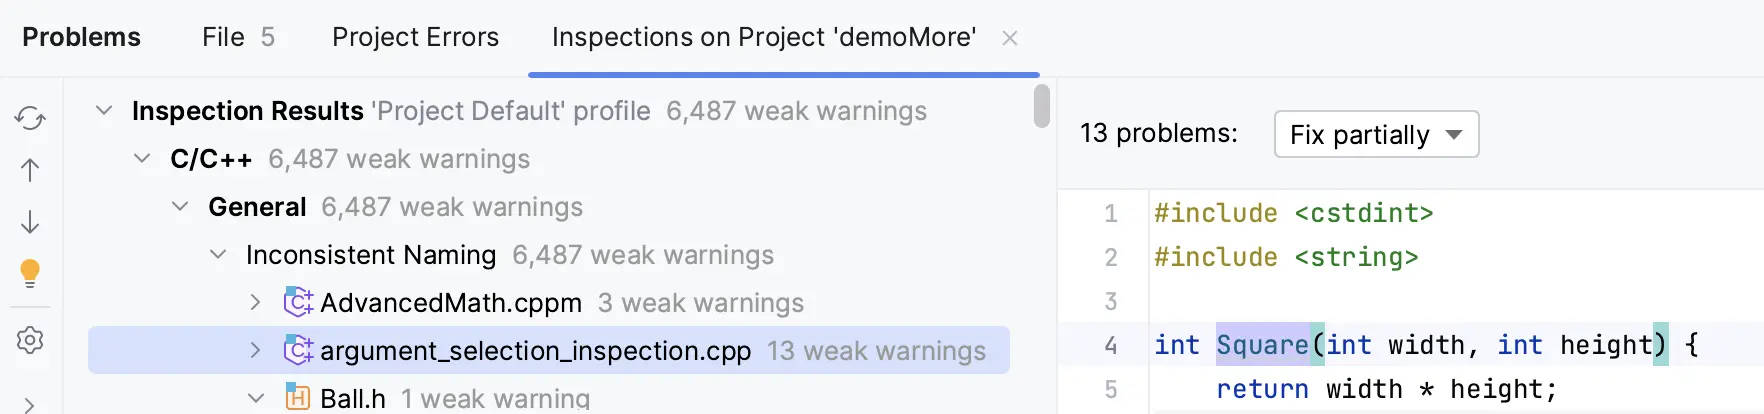 Problems File 5 Project Errors Inspections on Project 'demoMore'
Inspection Results 'Project Default' profile 6,487 weak warnings
C/C++ 6,487 weak warnings
General 6,487 weak warnings
Inconsistent Naming 6,487 weak warnings
AdvancedMath.cppm 3 weak warnings
argument_selection_inspection.cpp 13 weak warnings
Ball.h 1 weak warning
13 problems: Fix partially
1 #include <cstdint>
2 #include <string>
3
4 int Square(int width, int height) {
5 return width * height;